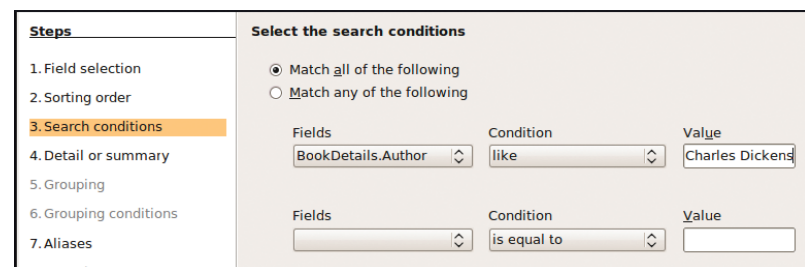 Steps
1. Field selection
2. Sorting order
3. Search conditions
4. Detail or summary
5. Grouping
6. Grouping conditions
7. Aliases
Select the search conditions
Match all of the following
Match any of the following
Fields Condition Value
BookDetails.Author like Charles Dickens
Fields Condition Value
is equal to